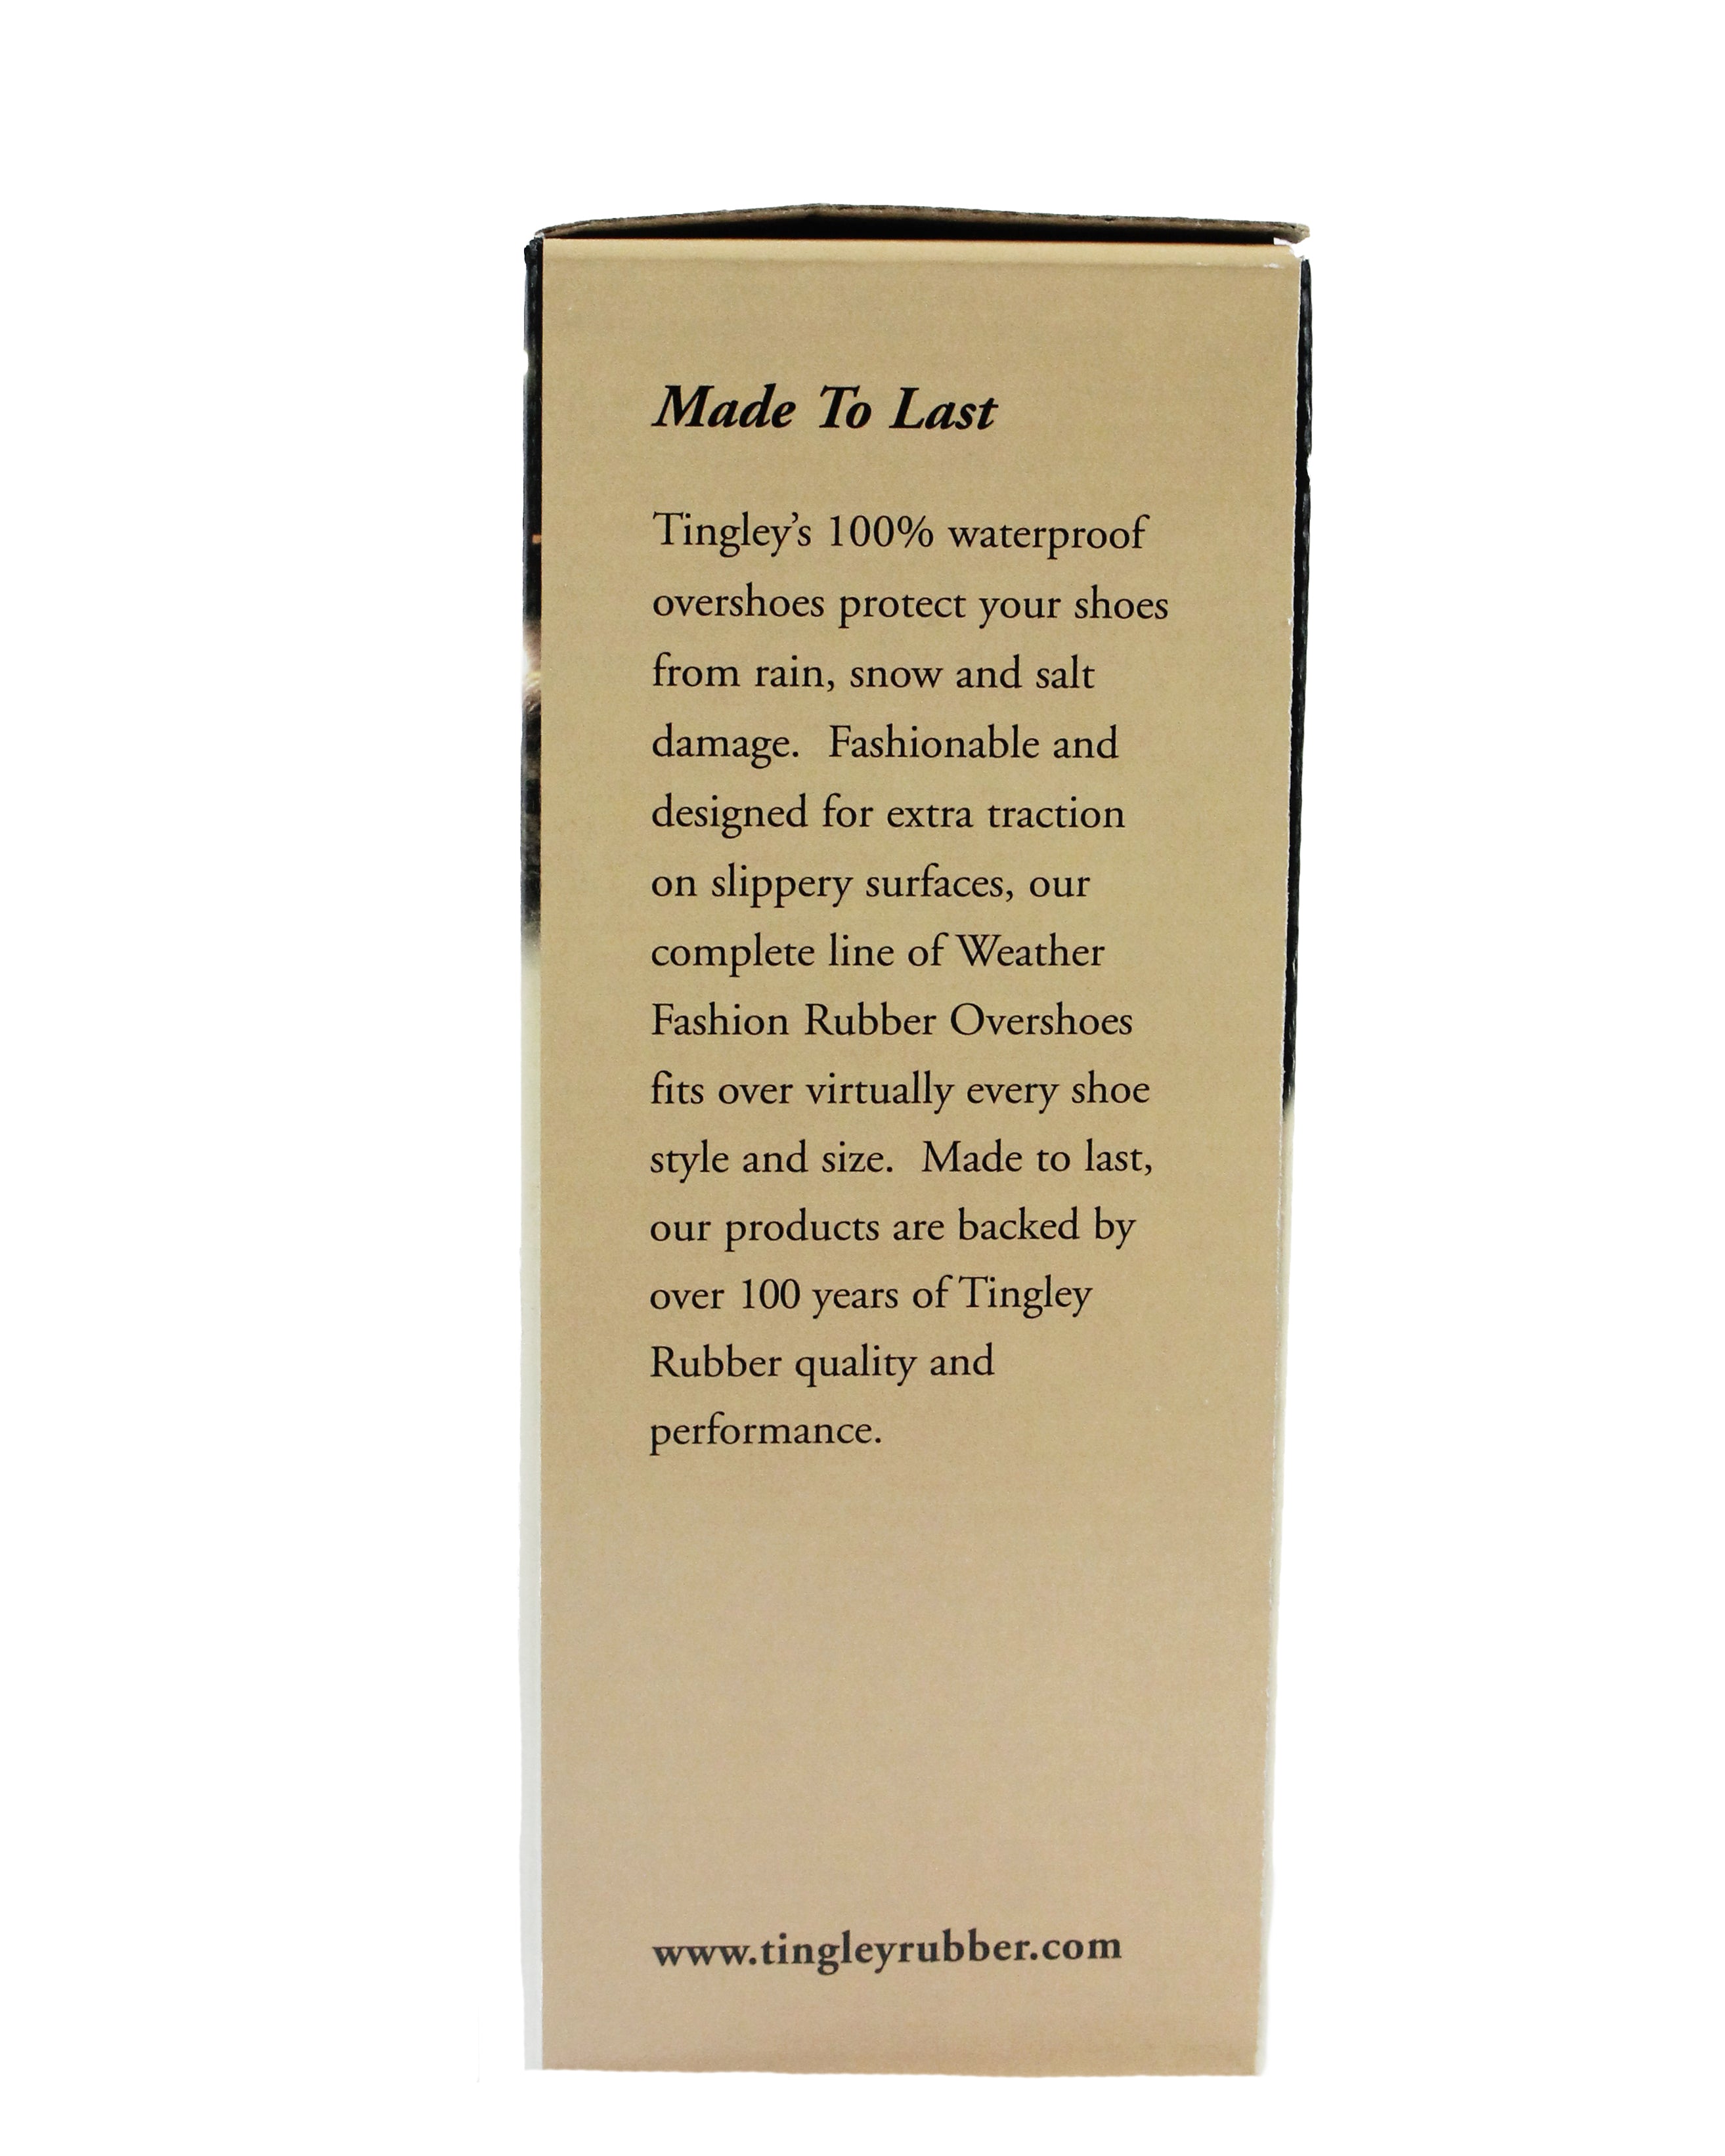 Made To Last
Tingley’s 100% waterproof
overshoes protect your shoes
from rain, snow and salt
damage.  Fashionable and
designed for extra traction
on slippery surfaces, our
complete line of Weather
Fashion Rubber Overshoes
fits over virtually every shoe
style and size.  Made to last,
our products are backed by
over 100 years of Tingley
Rubber quality and
performance.
www.tingleyrubber.com